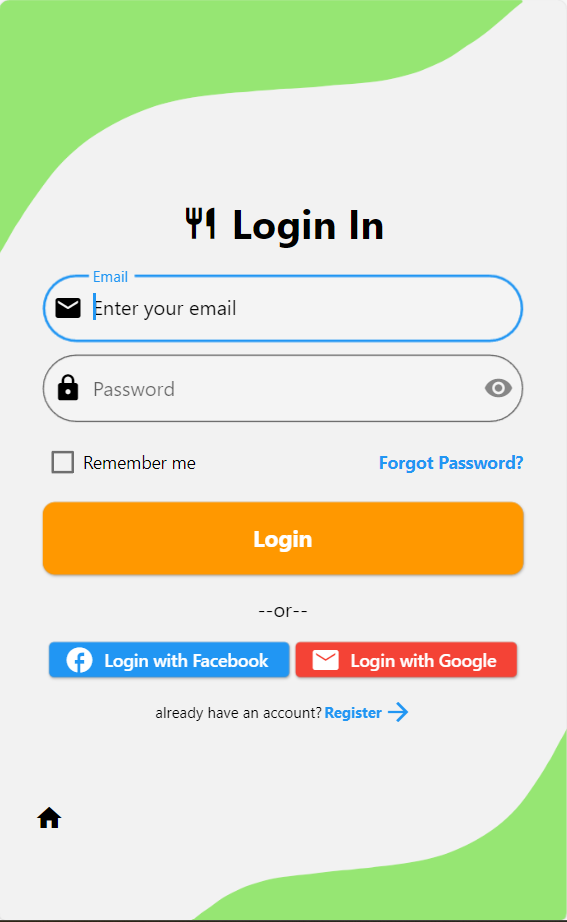 Login In
Email
Enter your email
Password
Remember me Forgot Password?
Login
--or--
Login with Facebook Login with Google
already have an account? Register